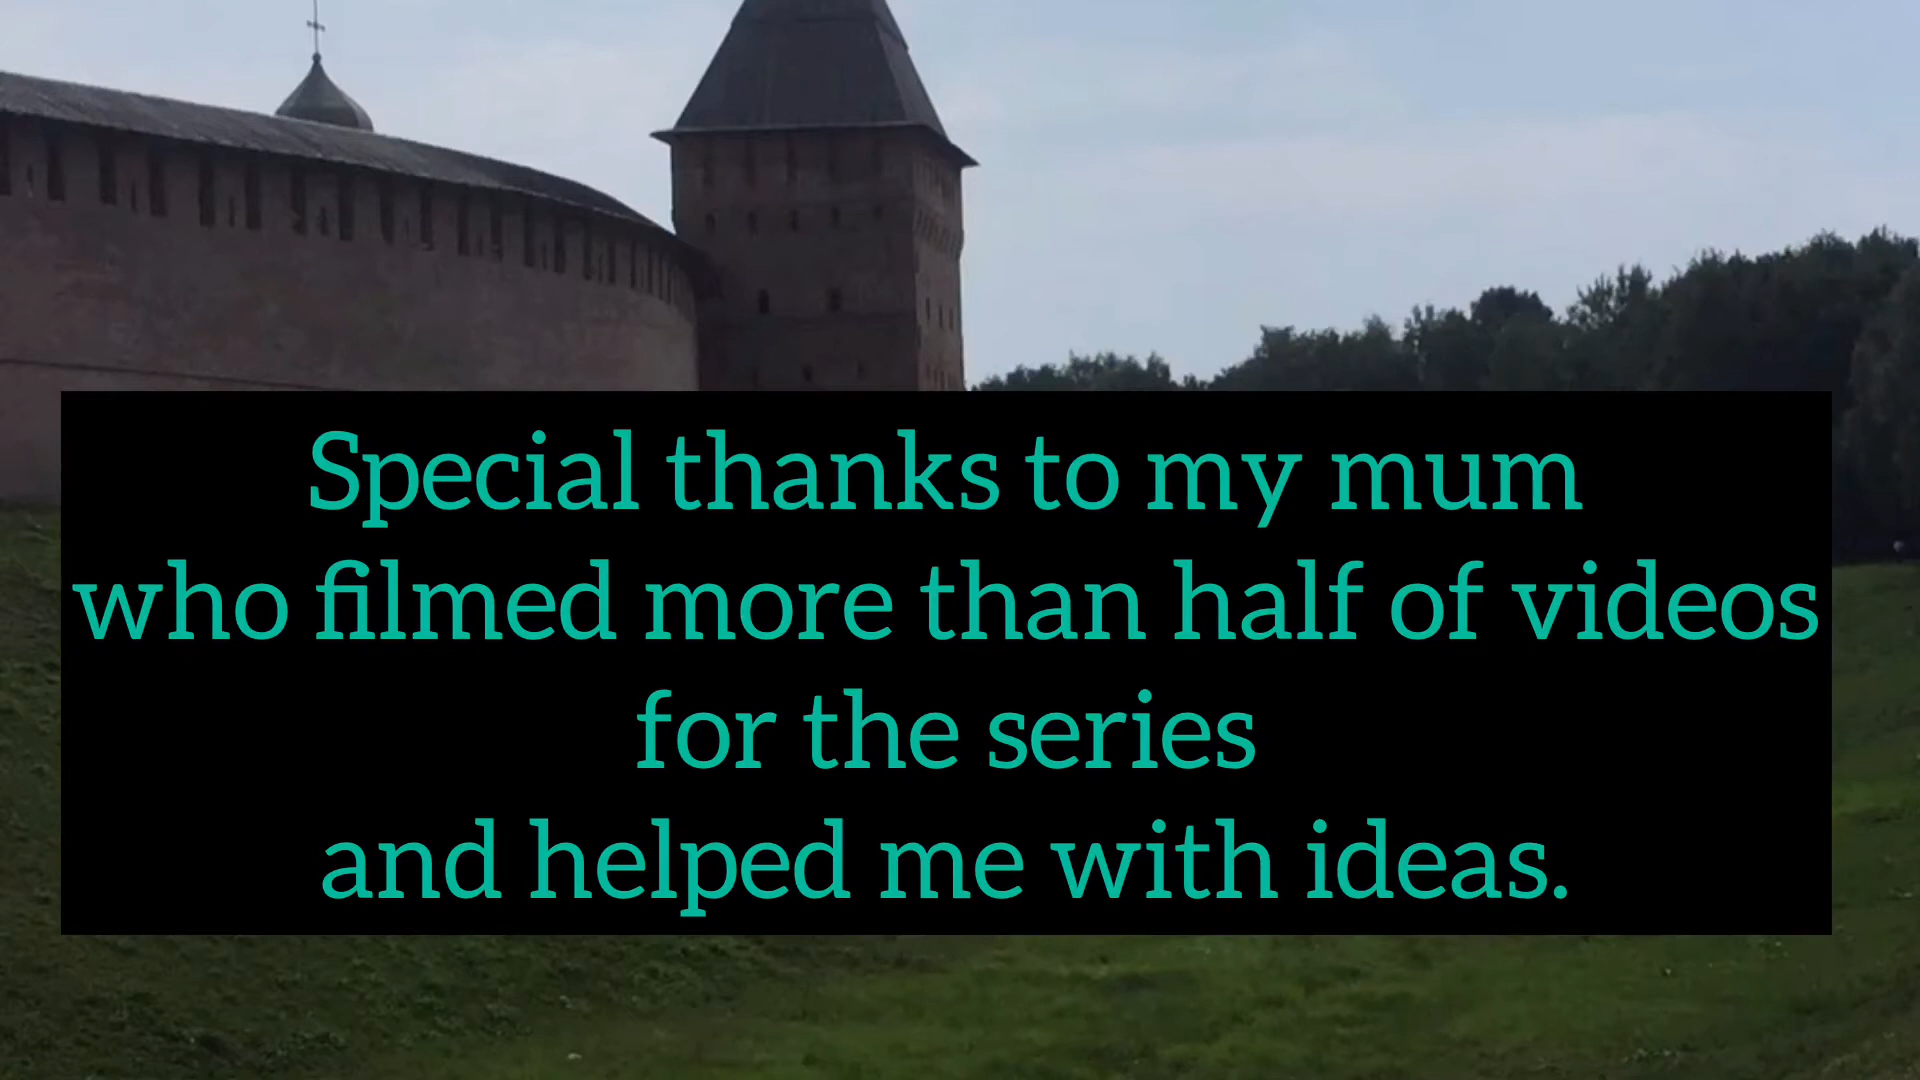 Special thanks to my mum
who filmed more than half of videos
for the series
and helped me with ideas.